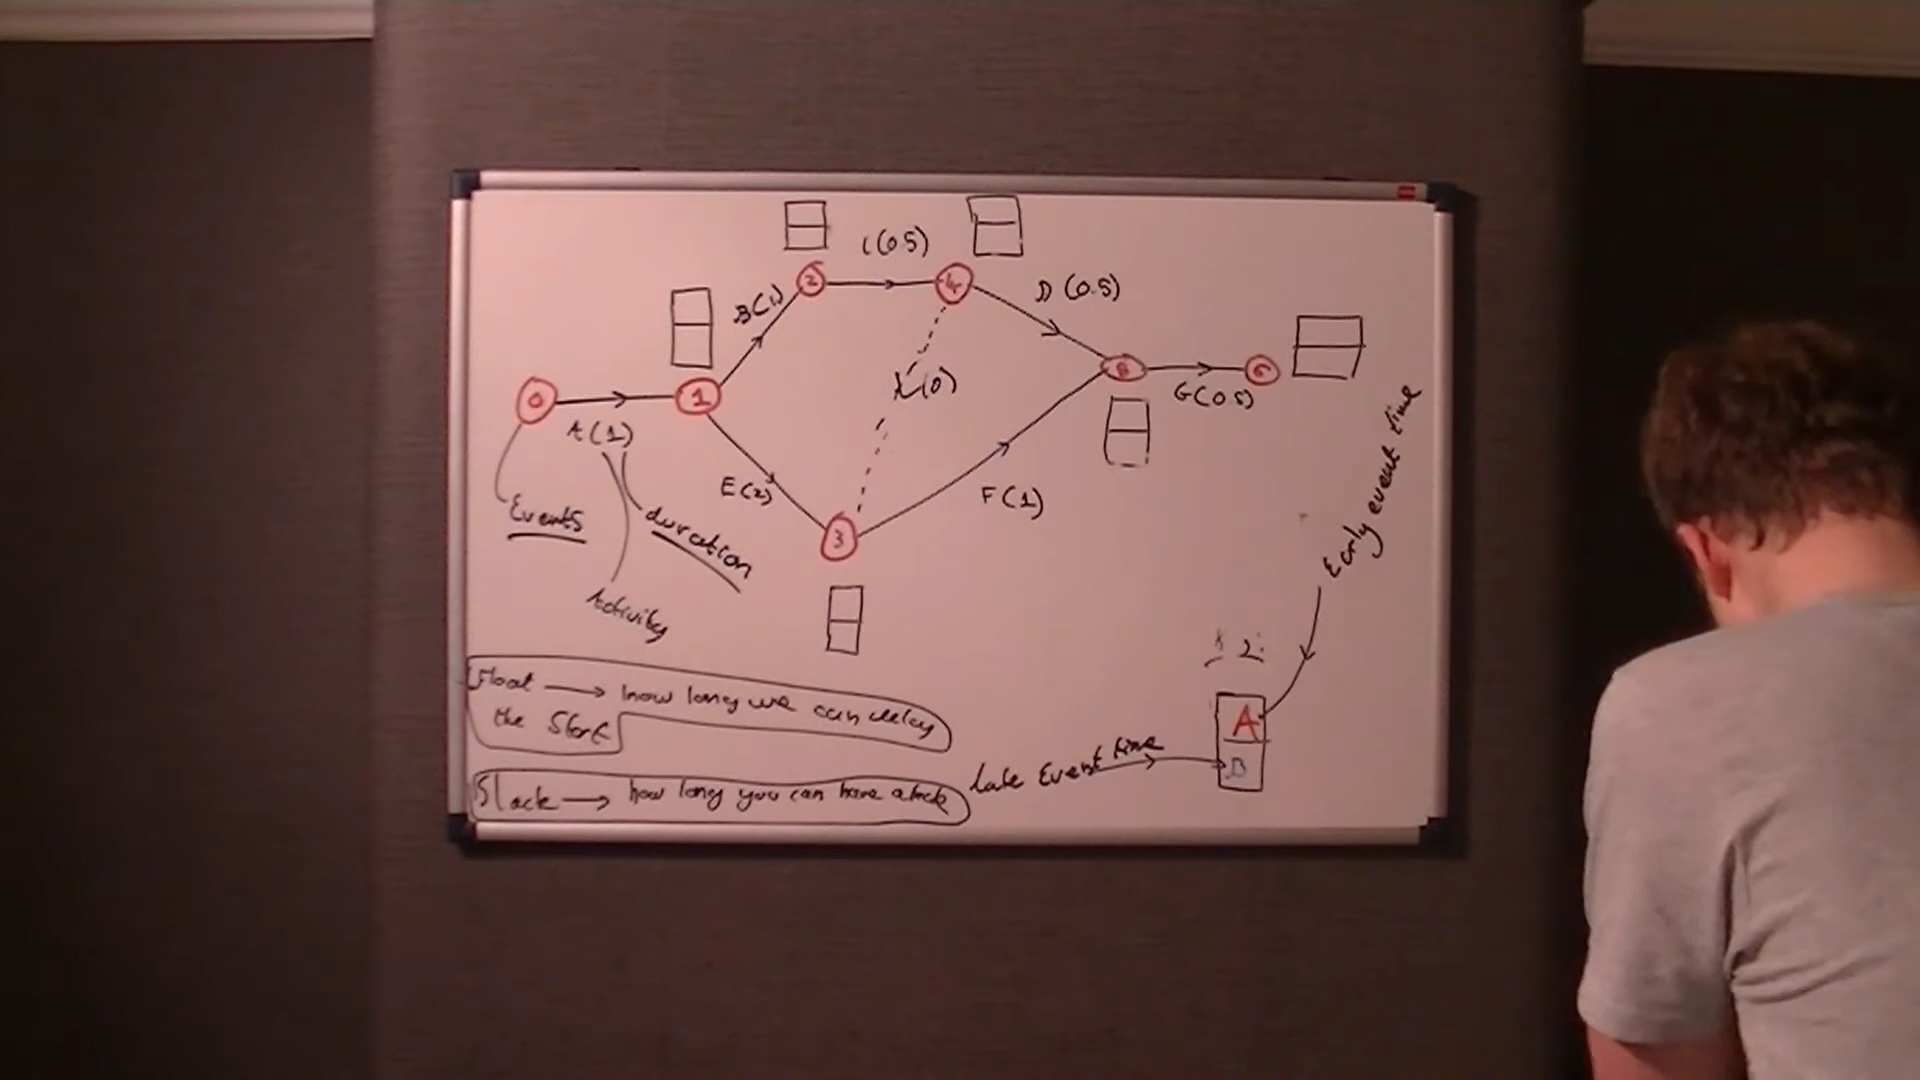 C(0.5)
B(1)
2
4
D(0.5)
0
1
A(1)
(0)
5
6
G(0.5)
E(2)
F(1)
3
Events
duration
Activity
Early event time
Float → how long we can delay
the Start
Slack → how long you can have
Late Event time
A
B